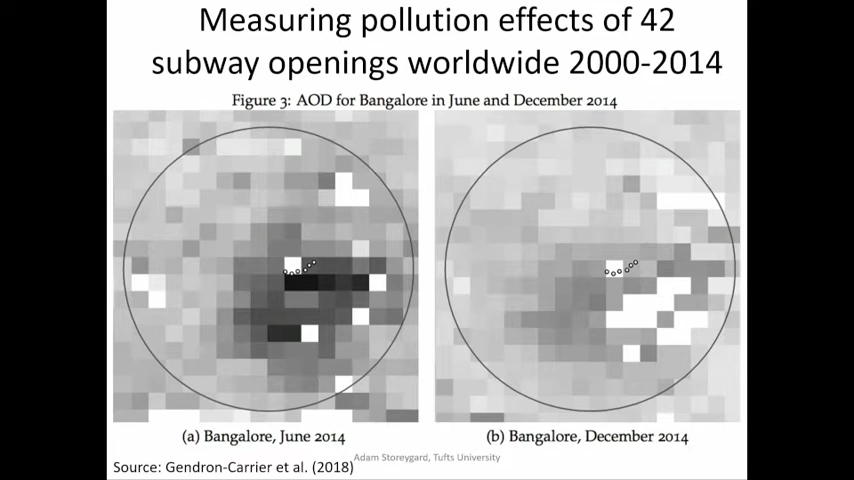 Measuring pollution effects of 42
subway openings worldwide 2000-2014
Figure 3: AOD for Bangalore in June and December 2014
(a) Bangalore, June 2014
(b) Bangalore, December 2014
Adam Storeygard, Tufts University
Source: Gendron-Carrier et al. (2018)